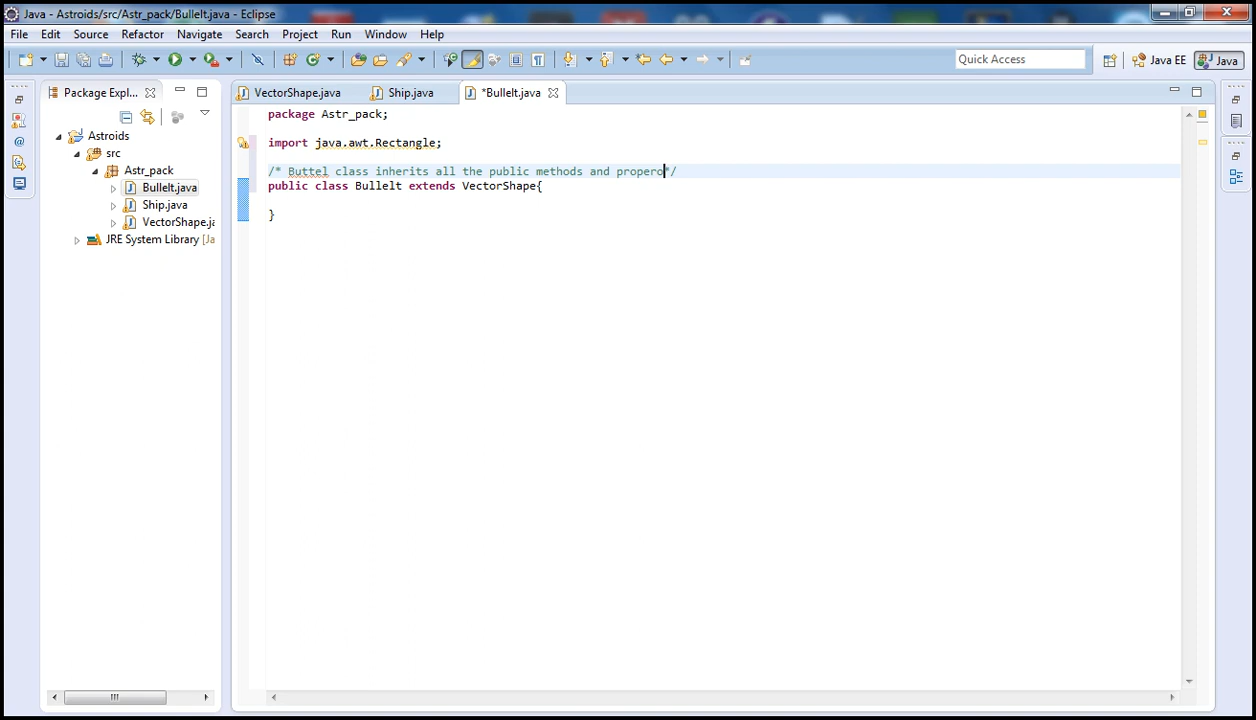 Java - Astroids/src/Astr_pack/Bullelt.java - Eclipse
File Edit Source Refactor Navigate Search Project Run Window Help
Quick Access
Java EE
Java
Package Expl...
VectorShape.java
Ship.java
*Bullelt.java
Astroids
src
Astr_pack
Bullelt.java
Ship.java
VectorShape.ja
JRE System Library [Ja
package Astr_pack;
import java.awt.Rectangle;
/* Buttel class inherits all the public methods and propero*/
public class Bullelt extends VectorShape{
}